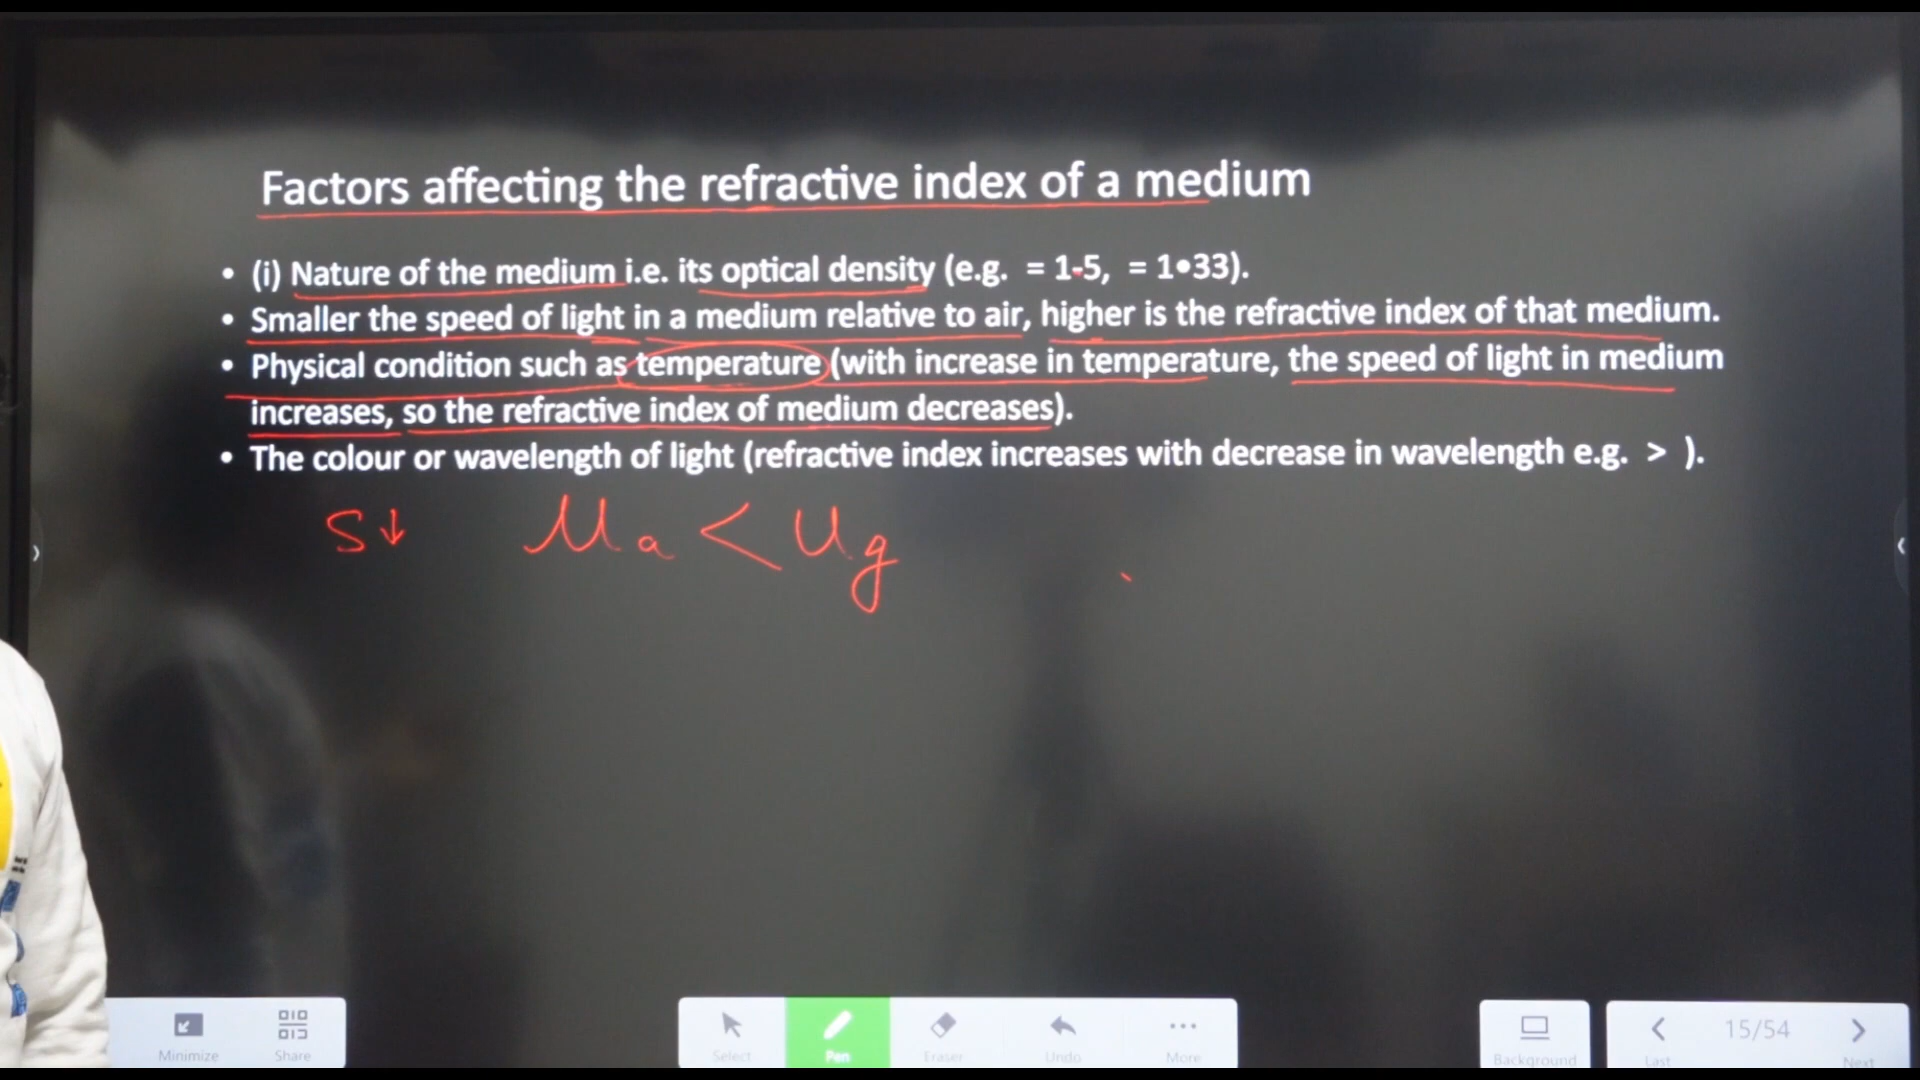 Factors affecting the refractive index of a medium
• (i) Nature of the medium i.e. its optical density (e.g. = 1-5, = 1•33).
• Smaller the speed of light in a medium relative to air, higher is the refractive index of that medium.
• Physical condition such as temperature (with increase in temperature, the speed of light in medium
increases, so the refractive index of medium decreases).
• The colour or wavelength of light (refractive index increases with decrease in wavelength e.g. > ).
S↓ μa < μg
Minimize Share Select Pen Eraser Undo More Background Last 15/54 Next